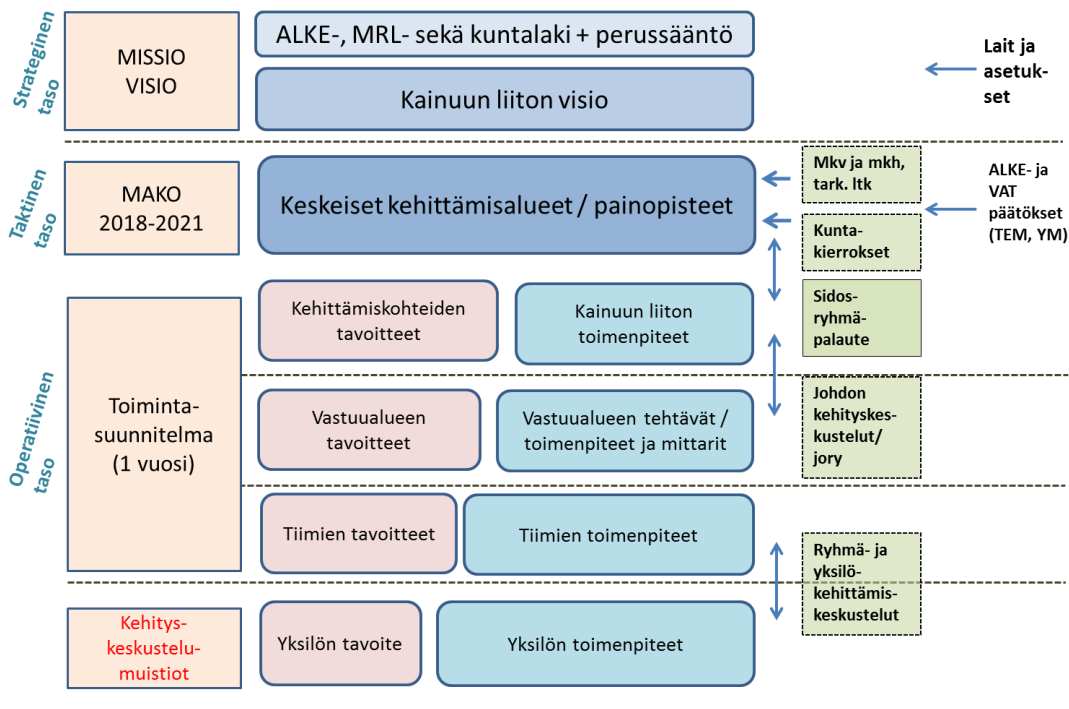 Strateginen
taso
MISSIO
VISIO
ALKE-, MRL- sekä kuntalaki + perussääntö
Kainuun liiton visio
Lait ja
asetuk-
set
Taktinen
taso
MAKO
2018-2021
Keskeiset kehittämisalueet / painopisteet
Mkv ja mkh,
tark. ltk
Kunta-
kierrokset
ALKE- ja
VAT
päätökset
(TEM, YM)
Operatiivinen
taso
Toiminta-
suunnitelma
(1 vuosi)
Kehittämiskohteiden
tavoitteet
Kainuun liiton
toimenpiteet
Sidos-
ryhmä-
palaute
Vastuualueen
tavoitteet
Vastuualueen tehtävät /
toimenpiteet ja mittarit
Johdon
kehityskes-
kustelut/
jory
Tiimien tavoitteet
Tiimien toimenpiteet
Ryhmä- ja
yksilö-
kehittämis-
keskustelut
Kehitys-
keskustelu-
muistiot
Yksilön tavoite
Yksilön toimenpiteet